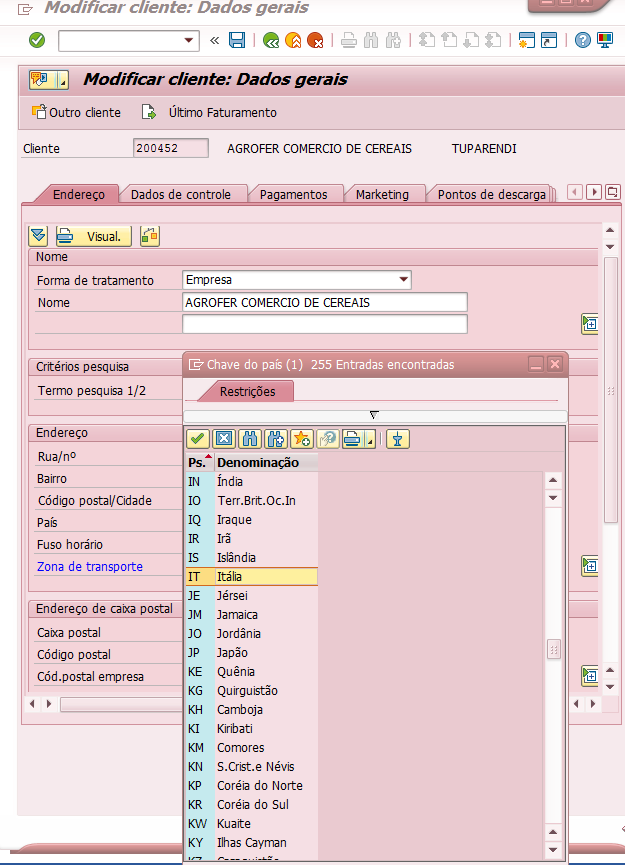 Modificar cliente: Dados gerais
Modificar cliente: Dados gerais
Outro cliente Último Faturamento
Cliente 200452 AGROFER COMERCIO DE CEREAIS TUPARENDI
Endereço Dados de controle Pagamentos Marketing Pontos de descarga
Visual.
Nome
Forma de tratamento Empresa
Nome AGROFER COMERCIO DE CEREAIS
Critérios pesquisa
Termo pesquisa 1/2
Endereço
Rua/nº
Bairro
Código postal/Cidade
País
Fuso horário
Zona de transporte
Endereço de caixa postal
Caixa postal
Código postal
Cód.postal empresa
Chave do país (1) 255 Entradas encontradas
Restrições
Ps. Denominação
IN Índia
IO Terr.Brit.Oc.In
IQ Iraque
IR Irã
IS Islândia
IT Itália
JE Jérsei
JM Jamaica
JO Jordânia
JP Japão
KE Quênia
KG Quirguistão
KH Camboja
KI Kiribati
KM Comores
KN S.Crist.e Névis
KP Coréia do Norte
KR Coréia do Sul
KW Kuaite
KY Ilhas Cayman